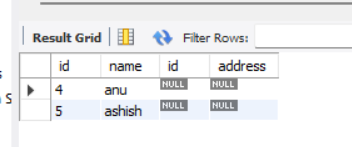 Result Grid Filter Rows:
id name id address
4 anu NULL NULL
5 ashish NULL NULL